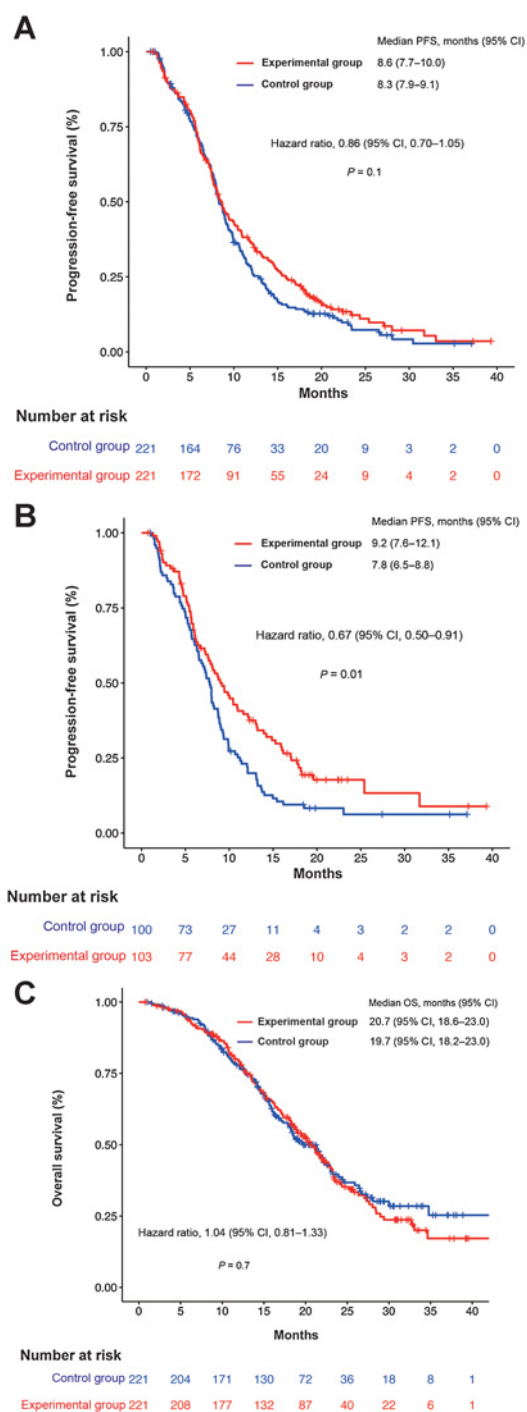 A
Median PFS, months (95% CI)
Experimental group 8.6 (7.7–10.0)
Control group 8.3 (7.9–9.1)
Hazard ratio, 0.86 (95% CI, 0.70–1.05)
P = 0.1
Progression-free survival (%)
1.00
0.75
0.50
0.25
0.00
0 5 10 15 20 25 30 35 40
Months
Number at risk
Control group 221 164 76 33 20 9 3 2 0
Experimental group 221 172 91 55 24 9 4 2 0
B
Median PFS, months (95% CI)
Experimental group 9.2 (7.6–12.1)
Control group 7.8 (6.5–8.8)
Hazard ratio, 0.67 (95% CI, 0.50–0.91)
P = 0.01
Progression-free survival (%)
1.00
0.75
0.50
0.25
0.00
0 5 10 15 20 25 30 35 40
Months
Number at risk
Control group 100 73 27 11 4 3 2 2 0
Experimental group 103 77 44 28 10 4 3 2 0
C
Median OS, months (95% CI)
Experimental group 20.7 (95% CI, 18.6–23.0)
Control group 19.7 (95% CI, 18.2–23.0)
Overall survival (%)
1.00
0.75
0.50
0.25
0.00
Hazard ratio, 1.04 (95% CI, 0.81–1.33)
P = 0.7
0 5 10 15 20 25 30 35 40
Months
Number at risk
Control group 221 204 171 130 72 36 18 8 1
Experimental group 221 208 177 132 87 40 22 6 1